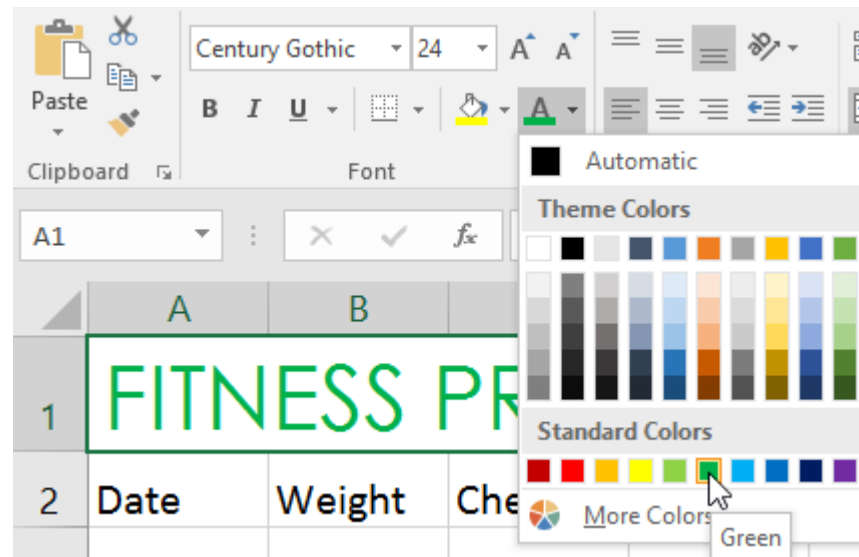 Century Gothic 24 A A
Paste
B I U A
Clipboard Font
Automatic
Theme Colors
A1 fx
A B
1 FITNESS PR
Standard Colors
2 Date Weight Che
More Colors
Green